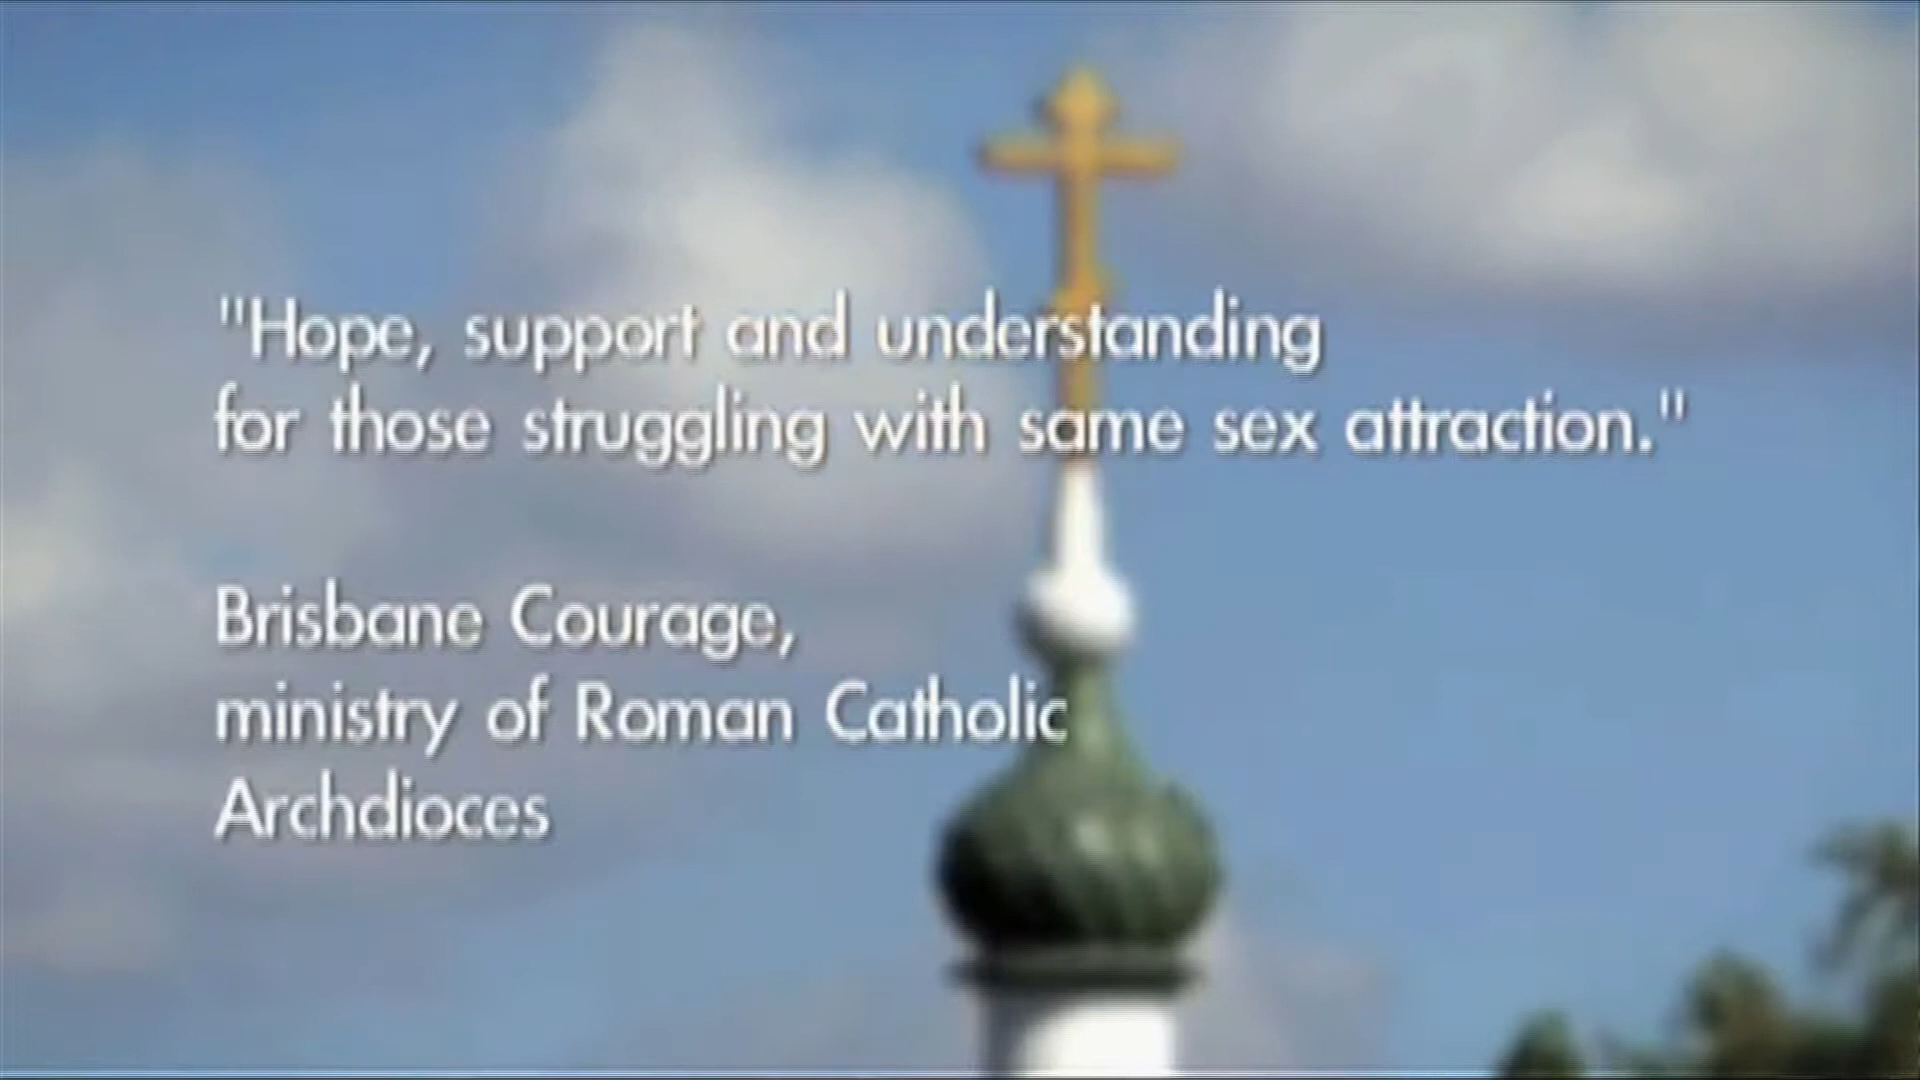 "Hope, support and understanding
for those struggling with same sex attraction."
Brisbane Courage,
ministry of Roman Catholic
Archdioces